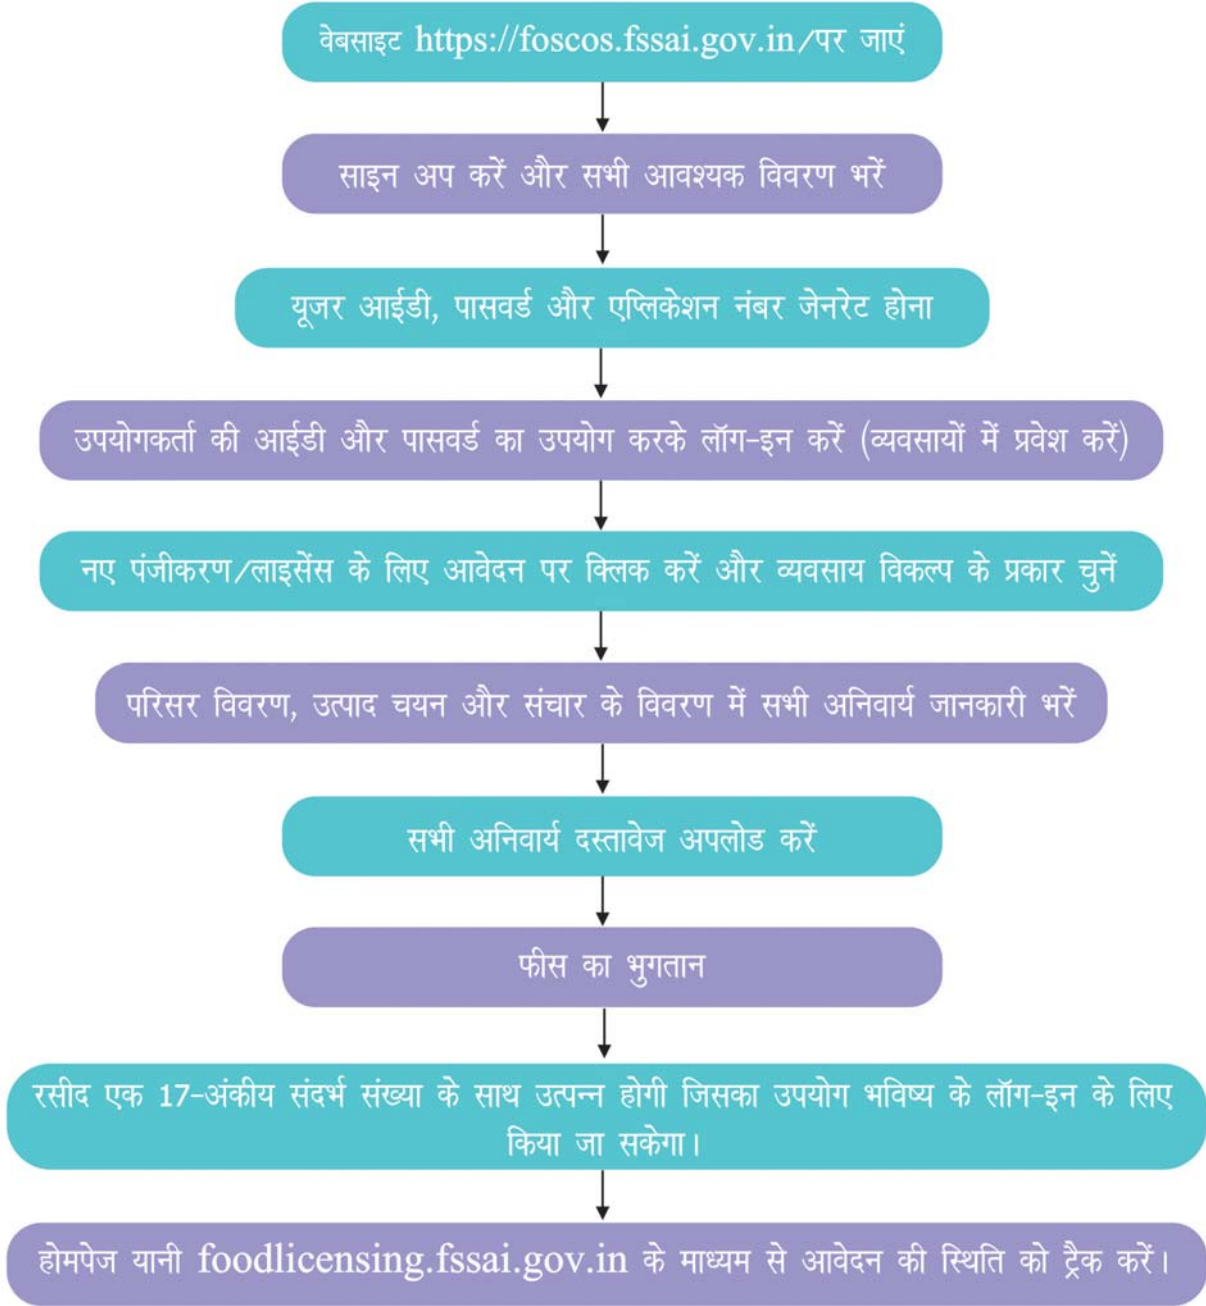 वेबसाइट https://foscos.fssai.gov.in/पर जाएं
साइन अप करें और सभी आवश्यक विवरण भरें
यूजर आईडी, पासवर्ड और एप्लिकेशन नंबर जेनरेट होना
उपयोगकर्ता की आईडी और पासवर्ड का उपयोग करके लॉग-इन करें (व्यवसायों में प्रवेश करें)
नए पंजीकरण/लाइसेंस के लिए आवेदन पर क्लिक करें और व्यवसाय विकल्प के प्रकार चुनें
परिसर विवरण, उत्पाद चयन और संचार के विवरण में सभी अनिवार्य जानकारी भरें
सभी अनिवार्य दस्तावेज अपलोड करें
फीस का भुगतान
रसीद एक 17-अंकीय संदर्भ संख्या के साथ उत्पन्न होगी जिसका उपयोग भविष्य के लॉग-इन के लिए
किया जा सकेगा।
होमपेज यानी foodlicensing.fssai.gov.in के माध्यम से आवेदन की स्थिति को ट्रैक करें।